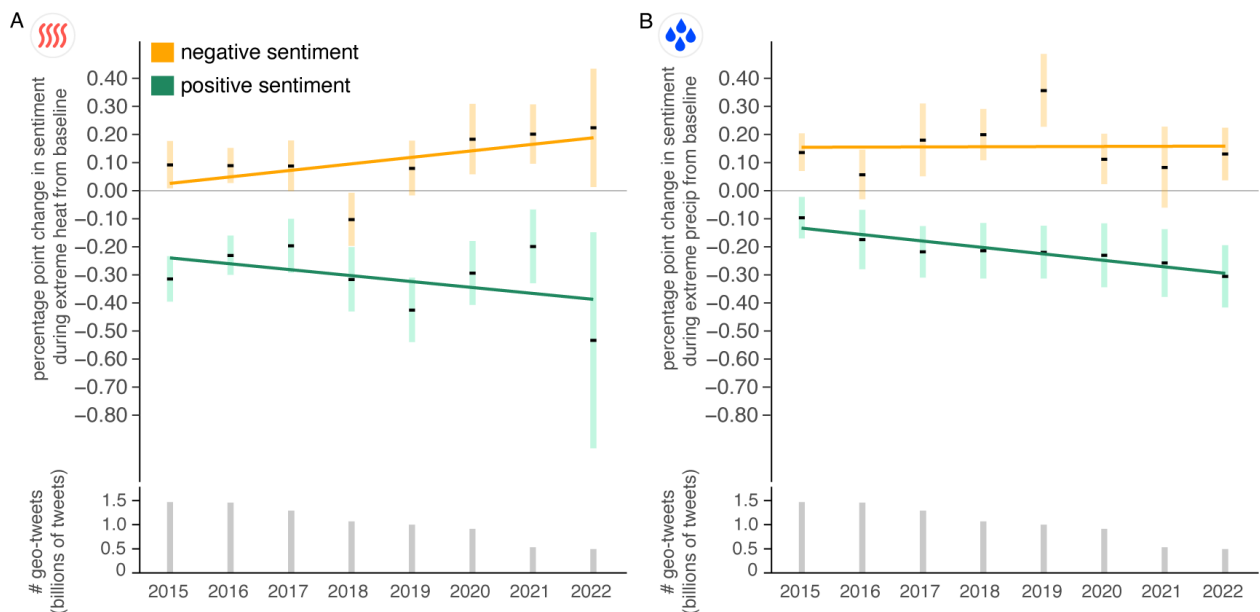 A
negative sentiment
positive sentiment
percentage point change in sentiment
during extreme heat from baseline
0.40
0.30
0.20
0.10
0.00
−0.10
−0.20
−0.30
−0.40
−0.50
−0.60
−0.70
−0.80
# geo-tweets
(billions of tweets)
1.5
1.0
0.5
0
2015 2016 2017 2018 2019 2020 2021 2022
B
percentage point change in sentiment
during extreme precip from baseline
0.40
0.30
0.20
0.10
0.00
−0.10
−0.20
−0.30
−0.40
−0.50
−0.60
−0.70
−0.80
# geo-tweets
(billions of tweets)
1.5
1.0
0.5
0
2015 2016 2017 2018 2019 2020 2021 2022